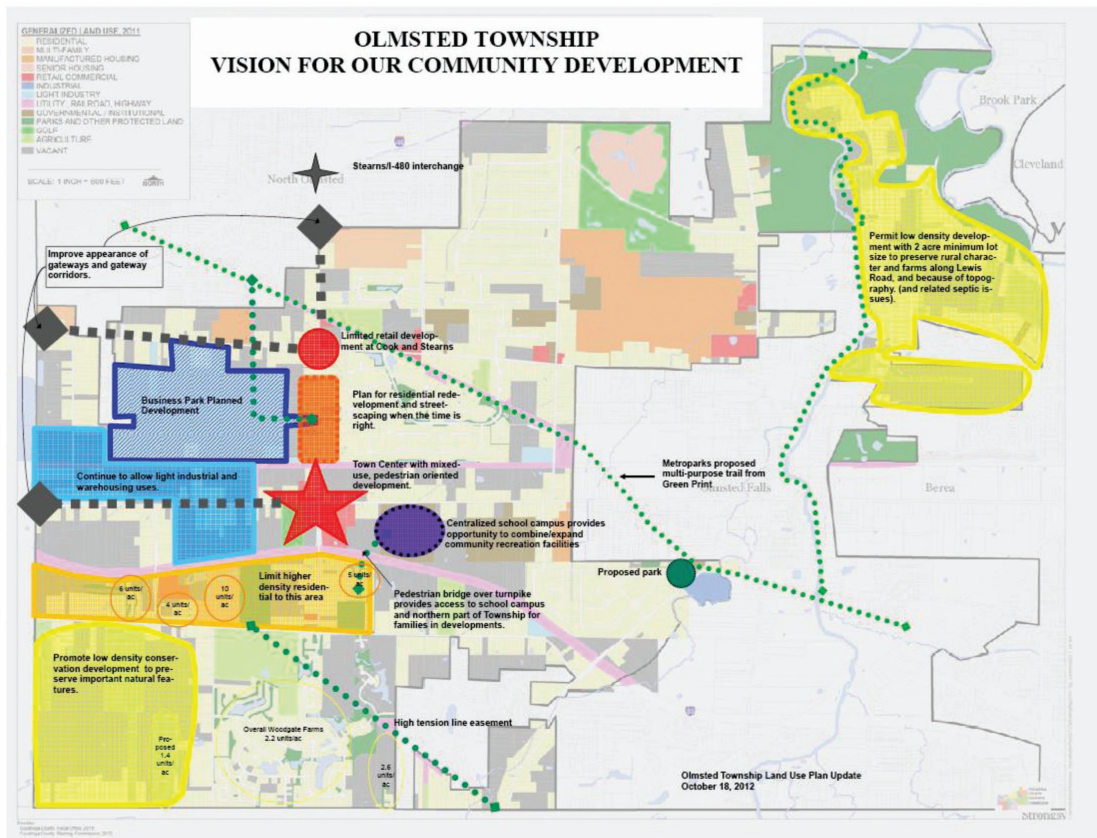 GENERALIZED LAND USE, 2011
RESIDENTIAL
MULTI-FAMILY
MANUFACTURED HOUSING
SENIOR HOUSING
RETAIL COMMERCIAL
INDUSTRIAL
LIGHT INDUSTRY
UTILITY, RAILROAD, HIGHWAY
GOVERNMENTAL / INSTITUTIONAL
PARKS AND OTHER PROTECTED LAND
GOLF
AGRICULTURE
VACANT
SCALE: 1 INCH = 600 FEET
OLMSTED TOWNSHIP
VISION FOR OUR COMMUNITY DEVELOPMENT
Brook Park
Cleveland
Stearns/I-480 interchange
North Olmsted
Improve appearance of
gateways and gateway
corridors.
Permit low density develop-
ment with 2 acre minimum lot
size to preserve rural charac-
ter and farms along Lewis
Road, and because of topog-
raphy. (and related septic is-
sues).
Limited retail develop-
ment at Cook and Stearns
Business Park Planned
Development
Plan for residential rede-
velopment and street-
scaping when the time is
right.
Continue to allow light industrial and
warehousing uses.
Town Center with mixed-
use, pedestrian oriented
development.
Metroparks proposed
multi-purpose trail from
Green Print
Olmsted Falls
Berea
Centralized school campus provides
opportunity to combine/expand
community recreation facilities
Proposed park
6 units/
ac
4 units/
ac
10
units/
ac
Limit higher
density residen-
tial to this area
5 units/
ac
Pedestrian bridge over turnpike
provides access to school campus
and northern part of Township for
families in developments.
Promote low density conser-
vation development to pre-
serve important natural fea-
tures.
Pro-
posed
1.4
units/
ac
Overall Woodgate Farms
2.2 units/ac
High tension line easement
2.6
units/
ac
Olmsted Township Land Use Plan Update
October 18, 2012